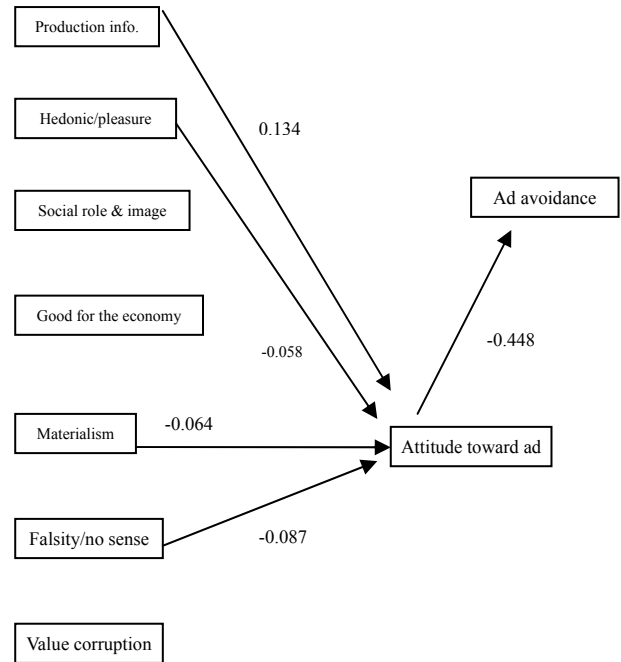 Production info.
Hedonic/pleasure
0.134
Social role & image
Ad avoidance
Good for the economy
-0.058
-0.448
Materialism
-0.064
Attitude toward ad
Falsity/no sense
-0.087
Value corruption